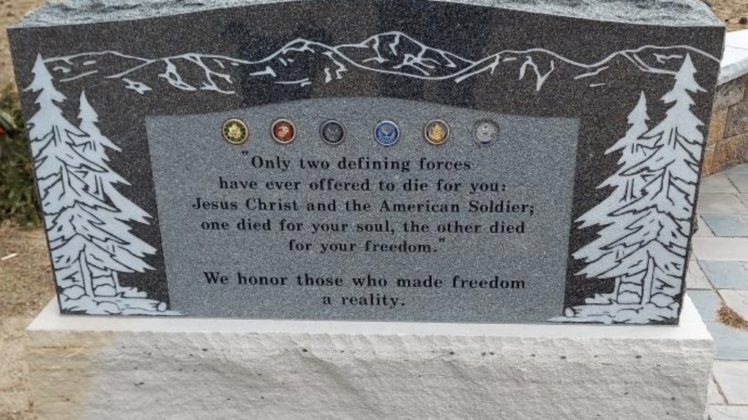 "Only two defining forces
have ever offered to die for you:
Jesus Christ and the American Soldier;
one died for your soul, the other died
for your freedom."
We honor those who made freedom
a reality.